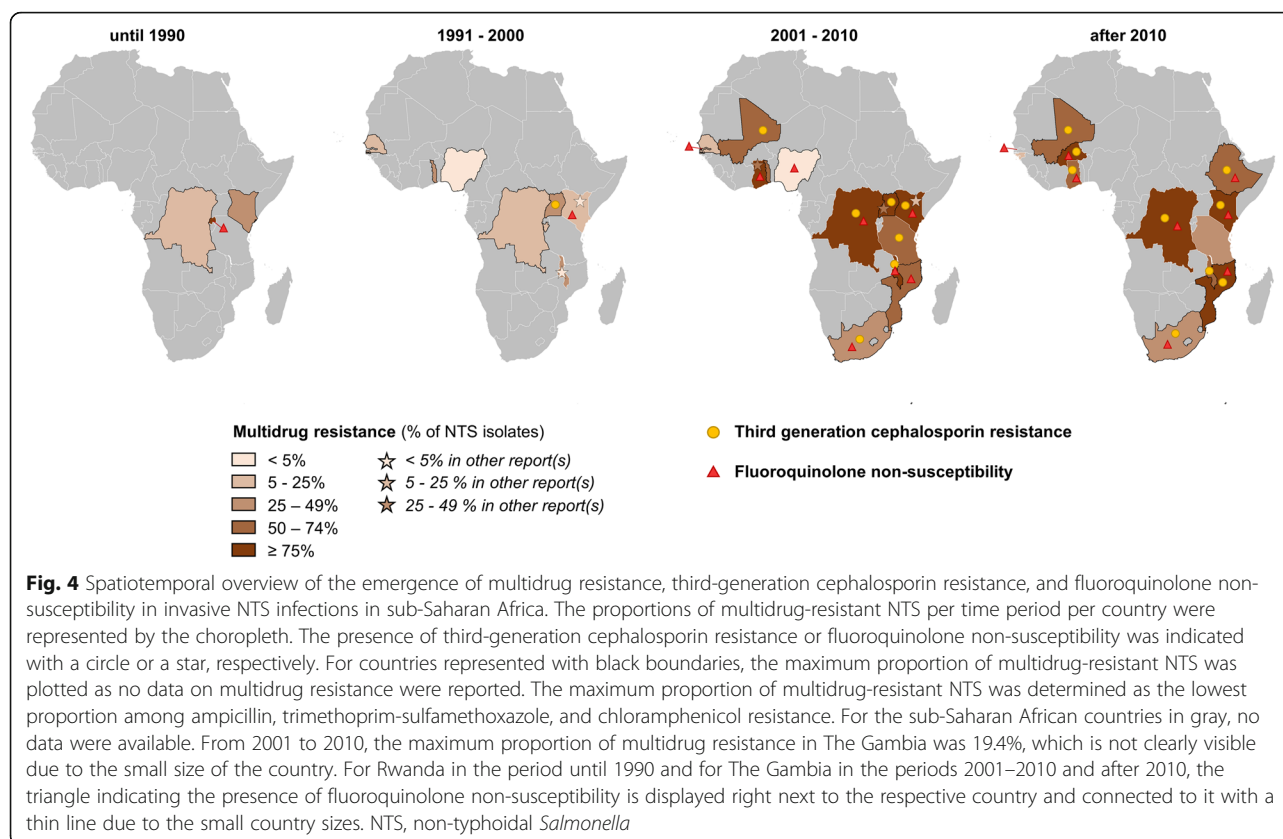 until 1990
1991 - 2000
2001 - 2010
after 2010
Multidrug resistance (% of NTS isolates)
< 5%
5 - 25%
25 – 49%
50 – 74%
≥ 75%
< 5% in other report(s)
5 - 25 % in other report(s)
25 - 49 % in other report(s)
Third generation cephalosporin resistance
Fluoroquinolone non-susceptibility
Fig. 4 Spatiotemporal overview of the emergence of multidrug resistance, third-generation cephalosporin resistance, and fluoroquinolone non-
susceptibility in invasive NTS infections in sub-Saharan Africa. The proportions of multidrug-resistant NTS per time period per country were
represented by the choropleth. The presence of third-generation cephalosporin resistance or fluoroquinolone non-susceptibility was indicated
with a circle or a star, respectively. For countries represented with black boundaries, the maximum proportion of multidrug-resistant NTS was
plotted as no data on multidrug resistance were reported. The maximum proportion of multidrug-resistant NTS was determined as the lowest
proportion among ampicillin, trimethoprim-sulfamethoxazole, and chloramphenicol resistance. For the sub-Saharan African countries in gray, no
data were available. From 2001 to 2010, the maximum proportion of multidrug resistance in The Gambia was 19.4%, which is not clearly visible
due to the small size of the country. For Rwanda in the period until 1990 and for The Gambia in the periods 2001–2010 and after 2010, the
triangle indicating the presence of fluoroquinolone non-susceptibility is displayed right next to the respective country and connected to it with a
thin line due to the small country sizes. NTS, non-typhoidal Salmonella